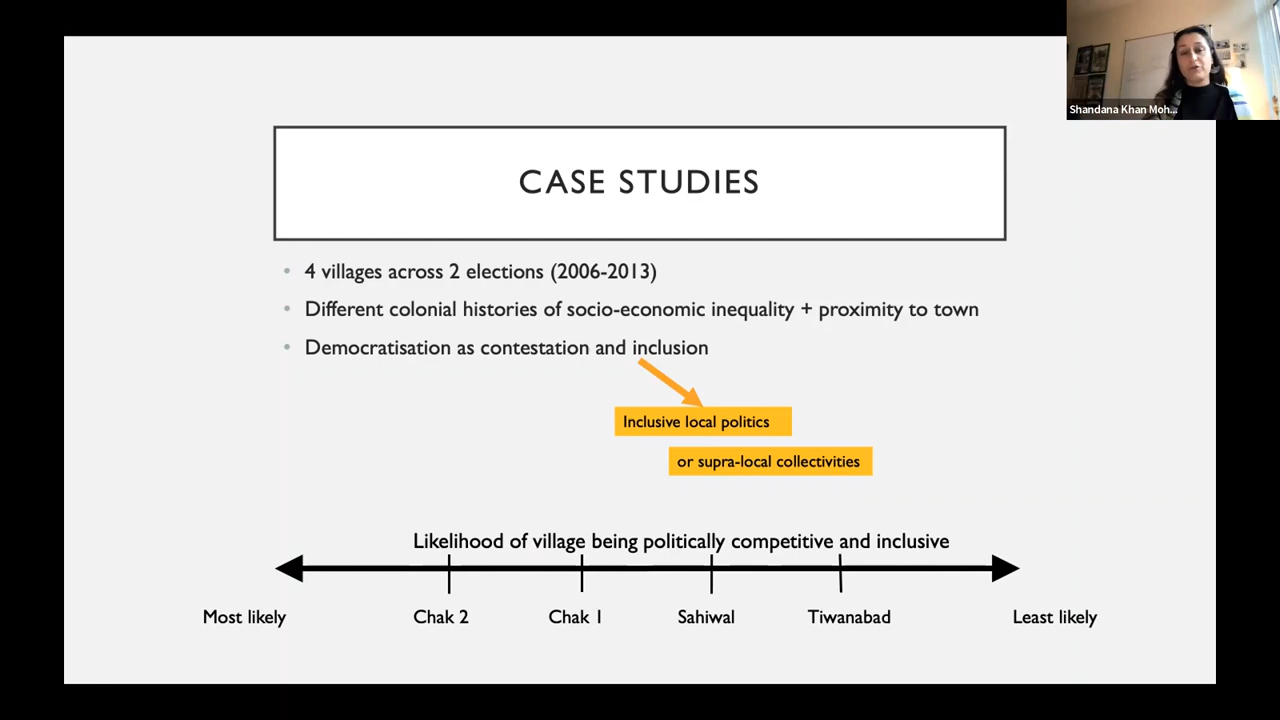 Shandana Khan Moh...
CASE STUDIES
• 4 villages across 2 elections (2006-2013)
• Different colonial histories of socio-economic inequality + proximity to town
• Democratisation as contestation and inclusion
Inclusive local politics
or supra-local collectivities
Likelihood of village being politically competitive and inclusive
Most likely Chak 2 Chak 1 Sahiwal Tiwanabad Least likely